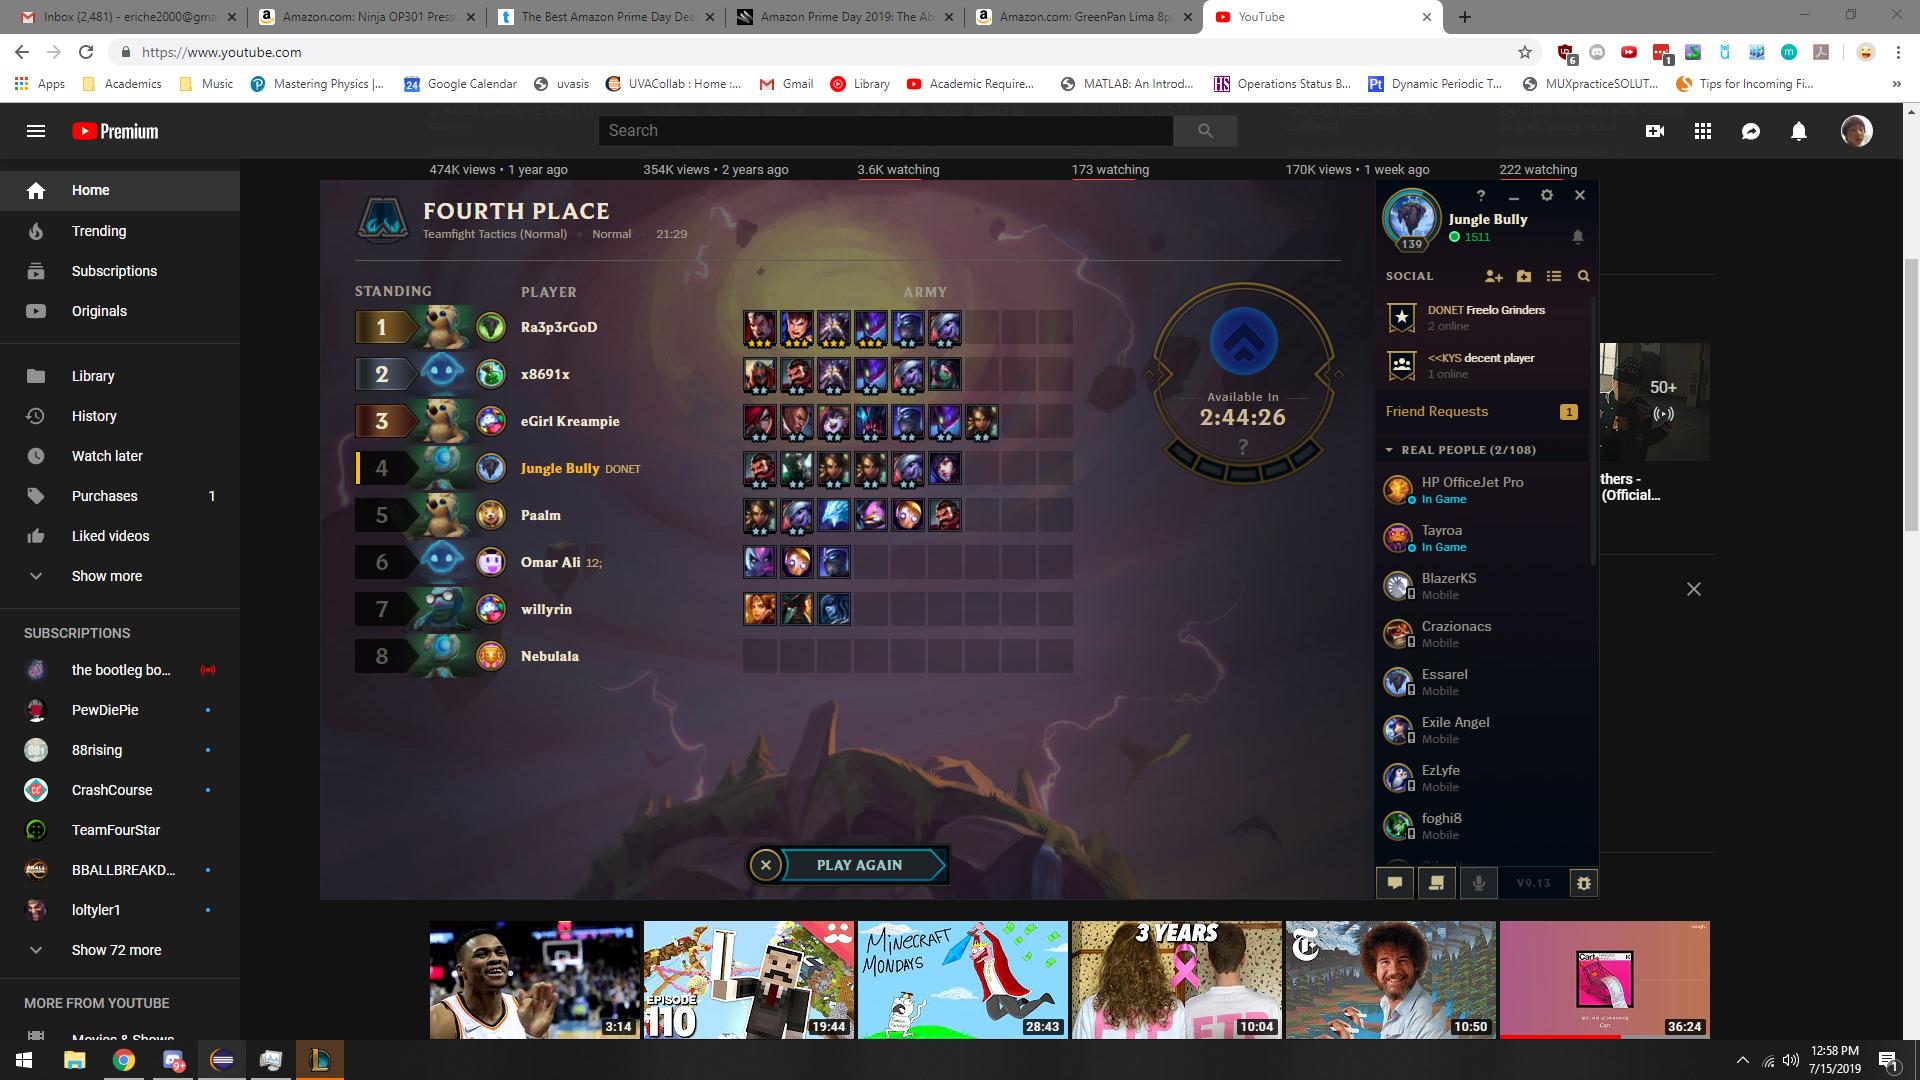 Inbox (2,481) - eriche2000@gma
Amazon.com: Ninja OP301 Press
The Best Amazon Prime Day Dea
Amazon Prime Day 2019: The Ab
Amazon.com: GreenPan Lima 8p
YouTube
https://www.youtube.com
6
1
m
Apps
Academics
Music
Mastering Physics |...
24
Google Calendar
uvasis
UVACollab : Home :...
Gmail
Library
Academic Require...
MATLAB: An Introd...
HS
Operations Status B...
Pt
Dynamic Periodic T...
MUXpracticeSOLUT...
Tips for Incoming Fi...
»
Premium
Search
474K views • 1 year ago
354K views • 2 years ago
3.6K watching
173 watching
170K views • 1 week ago
222 watching
Home
Trending
Subscriptions
Originals
Library
History
Watch later
Purchases 1
Liked videos
Show more
SUBSCRIPTIONS
the bootleg bo...
PewDiePie
88rising
CrashCourse
TeamFourStar
BBALLBREAKD...
loltyler1
Show 72 more
MORE FROM YOUTUBE
Movies & Shows
FOURTH PLACE
Teamfight Tactics (Normal) • Normal • 21:29
STANDING PLAYER ARMY
1 Ra3p3rGoD
2 x8691x
3 eGirl Kreampie
4 Jungle Bully DONET
5 Paalm
6 Omar Ali 12;
7 willyrin
8 Nebulala
Available In
2:44:26
?
PLAY AGAIN
?
Jungle Bully
1511
139
SOCIAL
DONET Freelo Grinders
2 online
<<KYS decent player
1 online
Friend Requests 1
REAL PEOPLE (2/108)
HP OfficeJet Pro
In Game
Tayroa
In Game
BlazerKS
Mobile
Crazionacs
Mobile
Essarel
Mobile
Exile Angel
Mobile
EzLyfe
Mobile
foghi8
Mobile
V9.13
50+
thers -
(Official...
3:14
EPISODE
110
19:44
MINECRAFT
MONDAYS
28:43
3 YEARS
10:04
10:50
Cart
36:24
9+
12:58 PM
7/15/2019
1